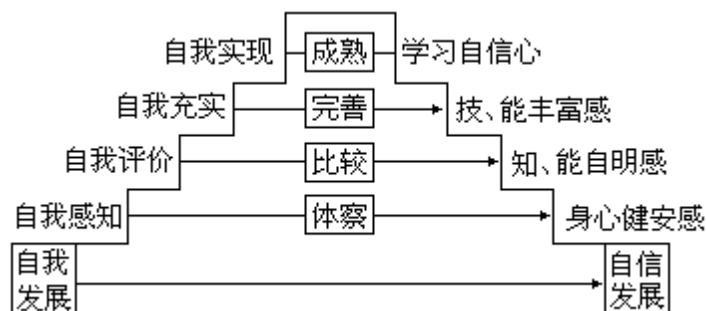 自我实现 成熟 学习自信心
自我充实 完善 技、能丰富感
自我评价 比较 知、能自明感
自我感知 体察 身心健安感
自我 自信
发展 发展